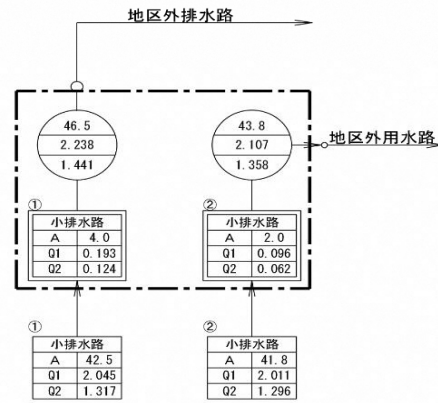 地区外排水路
46.5
2.238
1.441
43.8
2.107
1.358
地区外用水路
①
小排水路
A 4.0
Q1 0.193
Q2 0.124
②
小排水路
A 2.0
Q1 0.096
Q2 0.062
①
小排水路
A 42.5
Q1 2.045
Q2 1.317
②
小排水路
A 41.8
Q1 2.011
Q2 1.296